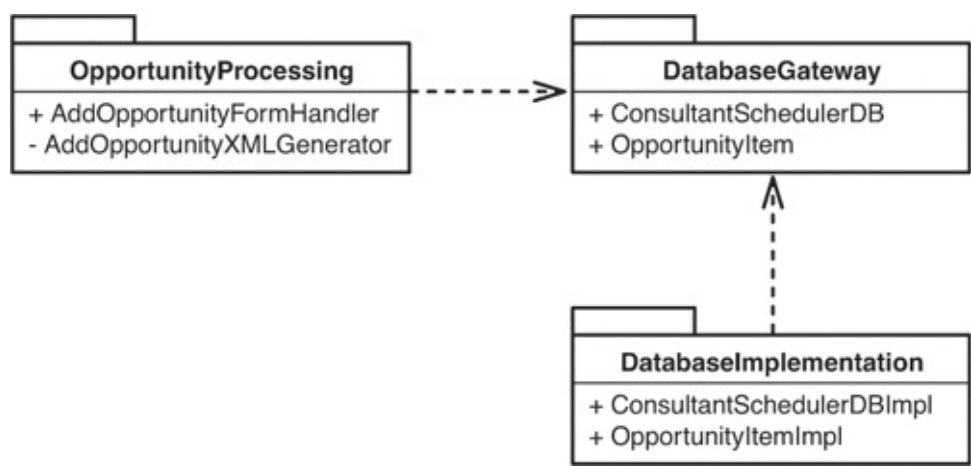 OpportunityProcessing
+ AddOpportunityFormHandler
- AddOpportunityXMLGenerator
DatabaseGateway
+ ConsultantSchedulerDB
+ OpportunityItem
DatabaseImplementation
+ ConsultantSchedulerDBImpl
+ OpportunityItemImpl